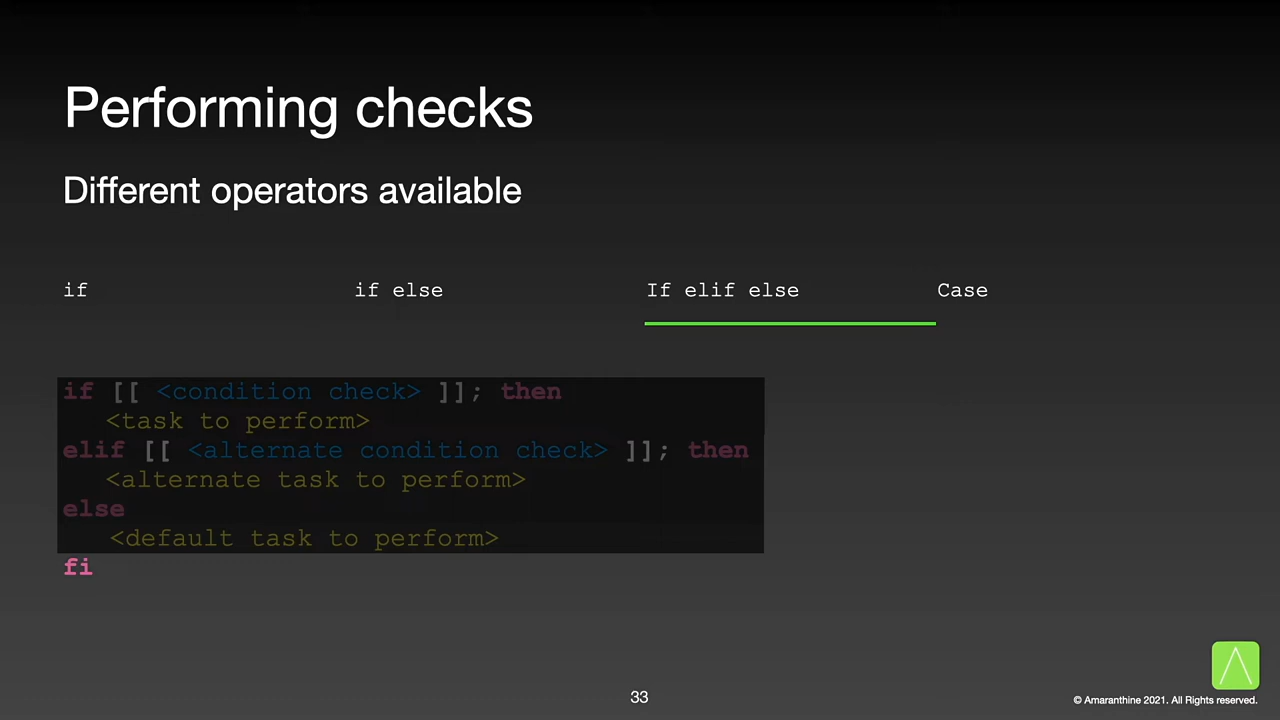 Performing checks
Different operators available
if if else If elif else Case
if [[ <condition check> ]]; then
<task to perform>
elif [[ <alternate condition check> ]]; then
<alternate task to perform>
else
<default task to perform>
fi
33
© Amaranthine 2021. All Rights reserved.